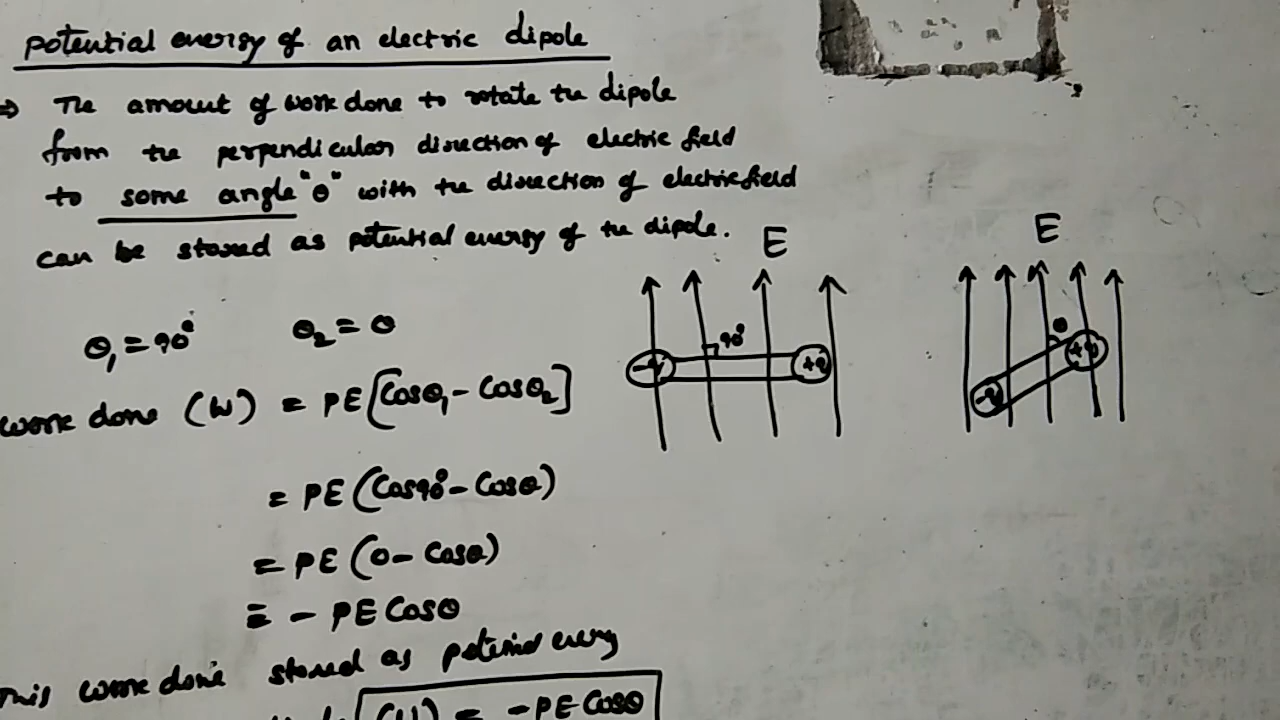 potential energy of an electric dipole
⇒ The amount of work done to rotate the dipole
from the perpendicular direction of electric field
to some angle "θ" with the direction of electric field
can be stored as potential energy of the dipole.
E
E
θ₁ = 90° θ₂ = θ
90°
-q +q
θ
+q
-q
work done (W) = PE[Cosθ₁ - Cosθ₂]
= PE(Cos90° - Cosθ)
= PE(0 - Cosθ)
= - PE Cosθ
This work done stored as potential energy
(U) = -PE Cosθ